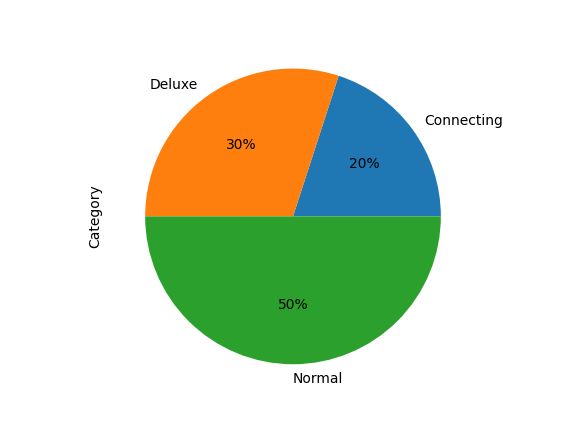 Deluxe
Connecting
30%
20%
Category
50%
Normal